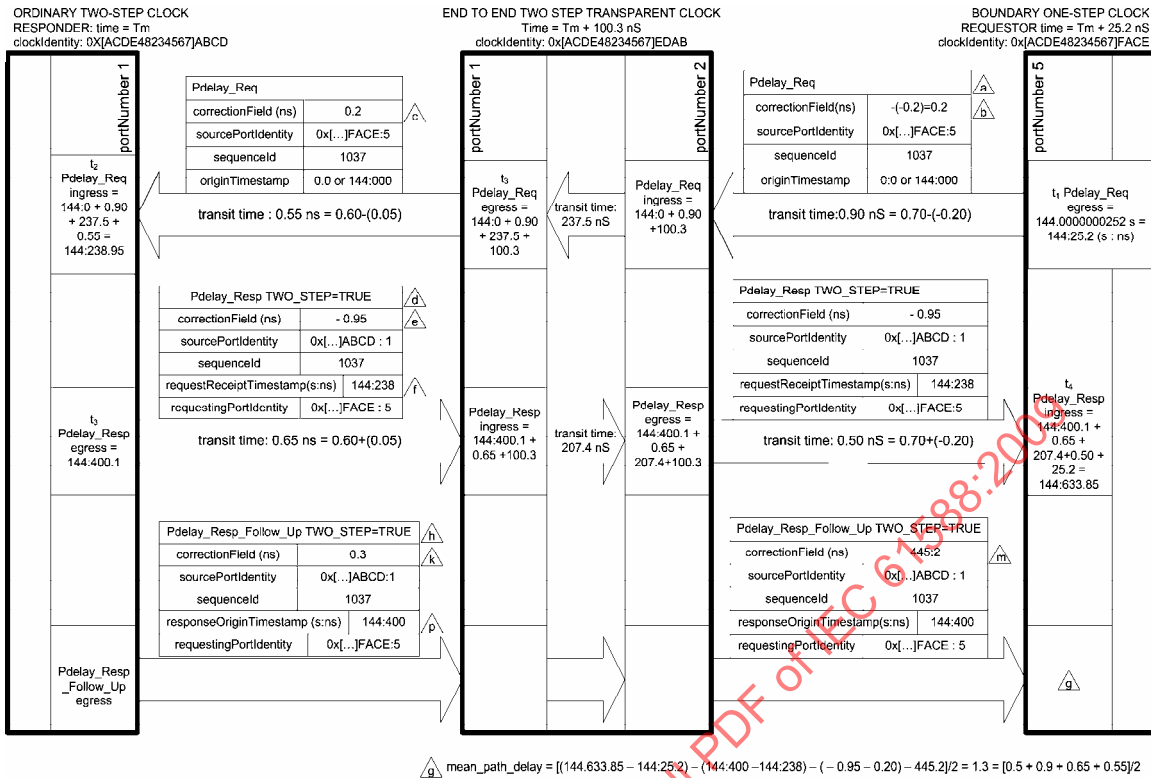 ORDINARY TWO-STEP CLOCK
RESPONDER: time = Tm
clockIdentity: 0X[ACDE48234567]ABCD
END TO END TWO STEP TRANSPARENT CLOCK
Time = Tm + 100.3 nS
clockIdentity: 0x[ACDE48234567]EDAB
BOUNDARY ONE-STEP CLOCK
REQUESTOR time = Tm + 25.2 nS
clockIdentity: 0x[ACDE48234567]FACE
portNumber 1
portNumber 1
portNumber 2
portNumber 5
Pdelay_Req
correctionField (ns) 0.2
c
sourcePortIdentity 0x[...]FACE:5
sequenceId 1037
originTimestamp 0.0 or 144:000
Pdelay_Req
a
correctionField(ns) -(-0.2)=0.2
b
sourcePortIdentity 0x[...]FACE:5
sequenceId 1037
originTimestamp 0:0 or 144:000
t2
Pdelay_Req
ingress =
144:0 + 0.90
+ 237.5 +
0.55 =
144:238.95
transit time : 0.55 ns = 0.60-(0.05)
t3
Pdelay_Req
egress =
144:0 + 0.90
+ 237.5 +
100.3
transit time:
237.5 nS
Pdelay_Req
ingress =
144:0 + 0.90
+100.3
transit time:0.90 nS = 0.70-(-0.20)
t1 Pdelay_Req
egress =
144.0000000252 s =
144:25.2 (s : ns)
Pdelay_Resp TWO_STEP=TRUE
d
correctionField (ns) - 0.95
e
sourcePortIdentity 0x[...]ABCD : 1
sequenceId 1037
requestReceiptTimestamp(s:ns) 144:238
f
requestingPortIdentity 0x[...]FACE : 5
Pdelay_Resp TWO_STEP=TRUE
correctionField (ns) - 0.95
sourcePortIdentity 0x[...]ABCD : 1
sequenceId 1037
requestReceiptTimestamp(s:ns) 144:238
requestingPortIdentity 0x[...]FACE:5
t3
Pdelay_Resp
egress =
144:400.1
transit time: 0.65 ns = 0.60+(0.05)
Pdelay_Resp
ingress =
144:400.1 +
0.65 +100.3
transit time:
207.4 nS
Pdelay_Resp
egress =
144:400.1 +
0.65 +
207.4+100.3
transit time: 0.50 nS = 0.70+(-0.20)
t4
Pdelay_Resp
ingress =
144:400.1 +
0.65 +
207.4+0.50 +
25.2 =
144:633.85
Pdelay_Resp_Follow_Up TWO_STEP=TRUE
h
correctionField (ns) 0.3
k
sourcePortIdentity 0x[...]ABCD:1
sequenceId 1037
responseOriginTimestamp (s:ns) 144:400
p
requestingPortIdentity 0x[...]FACE:5
Pdelay_Resp_Follow_Up TWO_STEP=TRUE
correctionField (ns) 445:2
m
sourcePortIdentity 0x[...]ABCD : 1
sequenceId 1037
responseOriginTimestamp(s:ns) 144:400
requestingPortIdentity 0x[...]FACE : 5
Pdelay_Resp
_Follow_Up
egress
g
g mean_path_delay = [(144.633.85 – 144:25.2) – (144:400 –144:238) – ( – 0.95 – 0.20) – 445.2]/2 = 1.3 = [0.5 + 0.9 + 0.65 + 0.55]/2
PDF of IEC 61588:2009